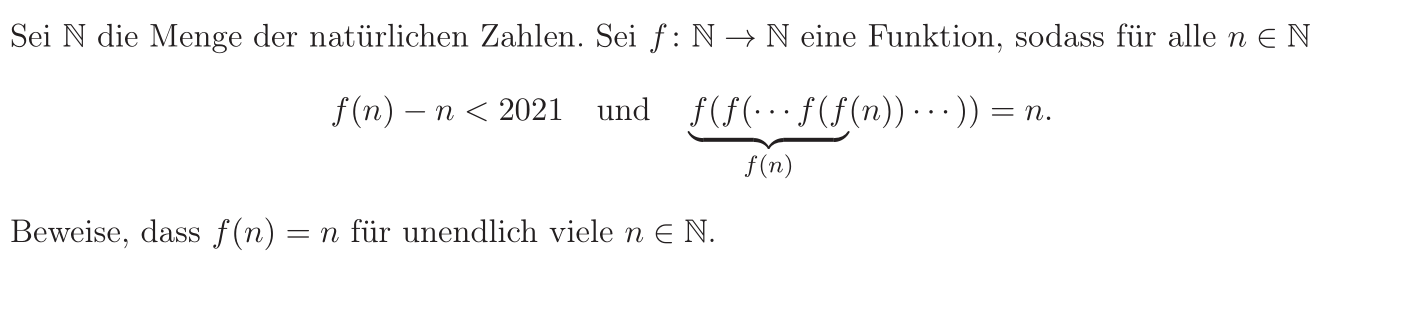 Sei ℕ die Menge der natürlichen Zahlen. Sei f: ℕ → ℕ eine Funktion, sodass für alle n ∈ ℕ
f(n) − n < 2021 und f(f(⋯f(f(n))⋯)) = n.
f(n)
Beweise, dass f(n) = n für unendlich viele n ∈ ℕ.